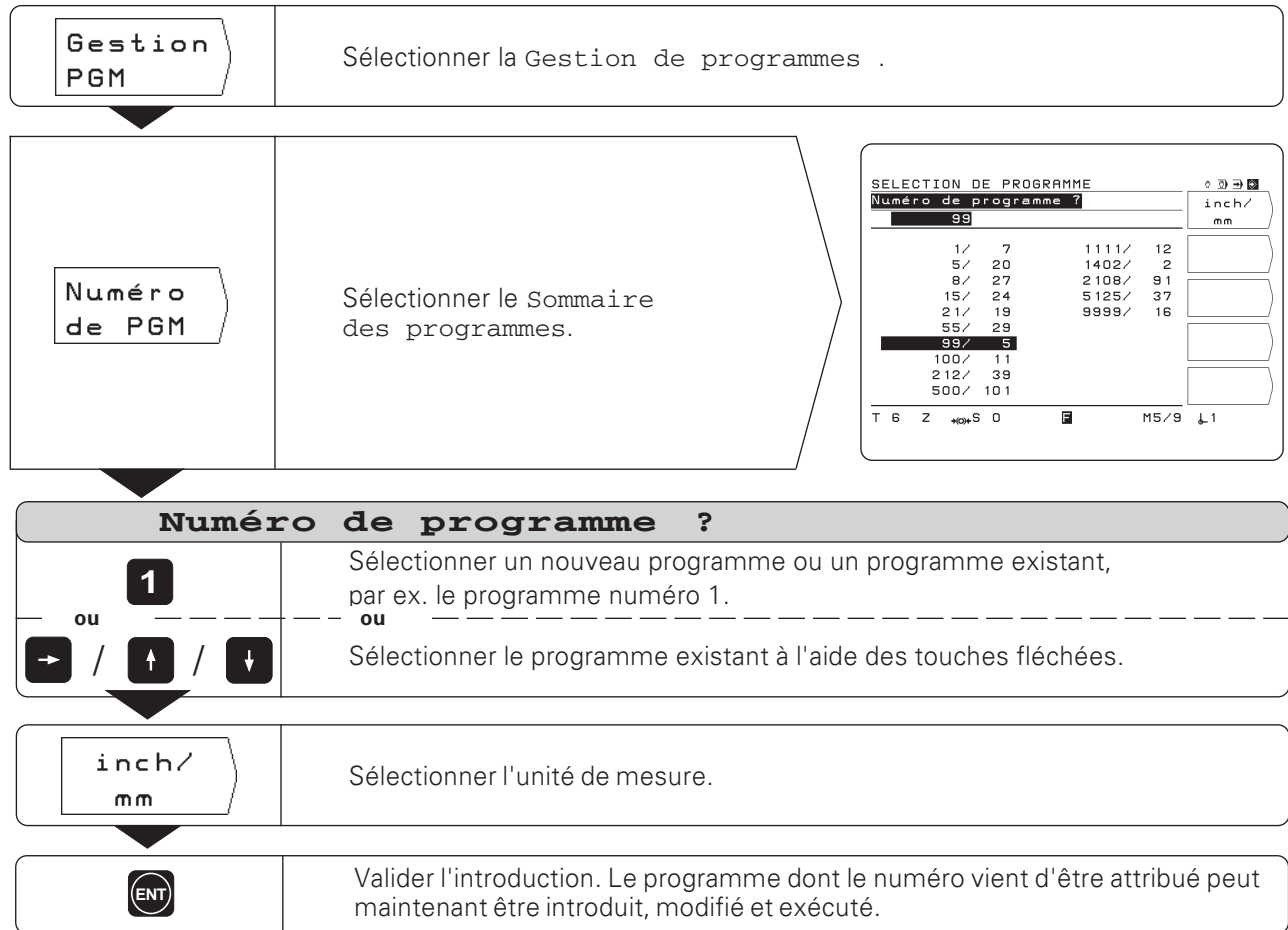 Gestion
PGM
Sélectionner la Gestion de programmes .
Numéro
de PGM
Sélectionner le Sommaire
des programmes.
SELECTION DE PROGRAMME
Numéro de programme ?
99
inch/
mm
1/ 7 1111/ 12
5/ 20 1402/ 2
8/ 27 2108/ 91
15/ 24 5125/ 37
21/ 19 9999/ 16
55/ 29
99/ 5
100/ 11
212/ 39
500/ 101
T 6 Z S 0 F M5/9 1
Numéro de programme ?
1
Sélectionner un nouveau programme ou un programme existant,
par ex. le programme numéro 1.
ou ou
/ /
Sélectionner le programme existant à l'aide des touches fléchées.
inch/
mm
Sélectionner l'unité de mesure.
ENT
Valider l'introduction. Le programme dont le numéro vient d'être attribué peut
maintenant être introduit, modifié et exécuté.